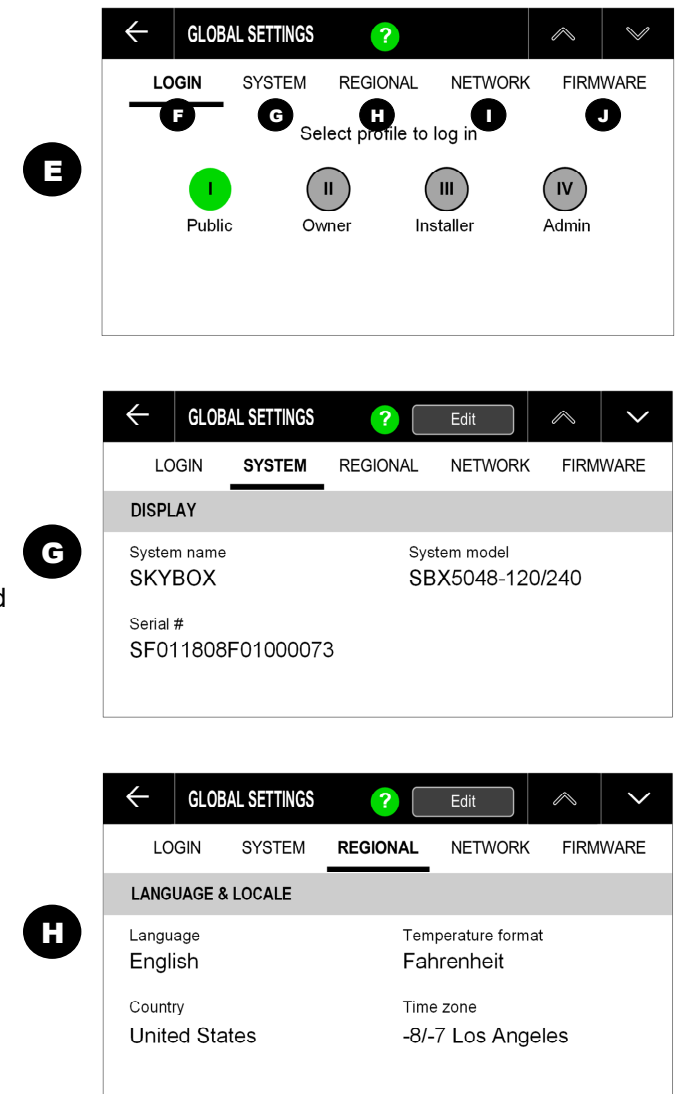 GLOBAL SETTINGS ?
LOGIN SYSTEM REGIONAL NETWORK FIRMWARE
F G H I J
Select profile to log in
E
I II III IV
Public Owner Installer Admin
GLOBAL SETTINGS ? Edit
LOGIN SYSTEM REGIONAL NETWORK FIRMWARE
DISPLAY
G
System name System model
SKYBOX SBX5048-120/240
d
Serial #
SF011808F01000073
GLOBAL SETTINGS ? Edit
LOGIN SYSTEM REGIONAL NETWORK FIRMWARE
LANGUAGE & LOCALE
H
Language Temperature format
English Fahrenheit
Country Time zone
United States -8/-7 Los Angeles